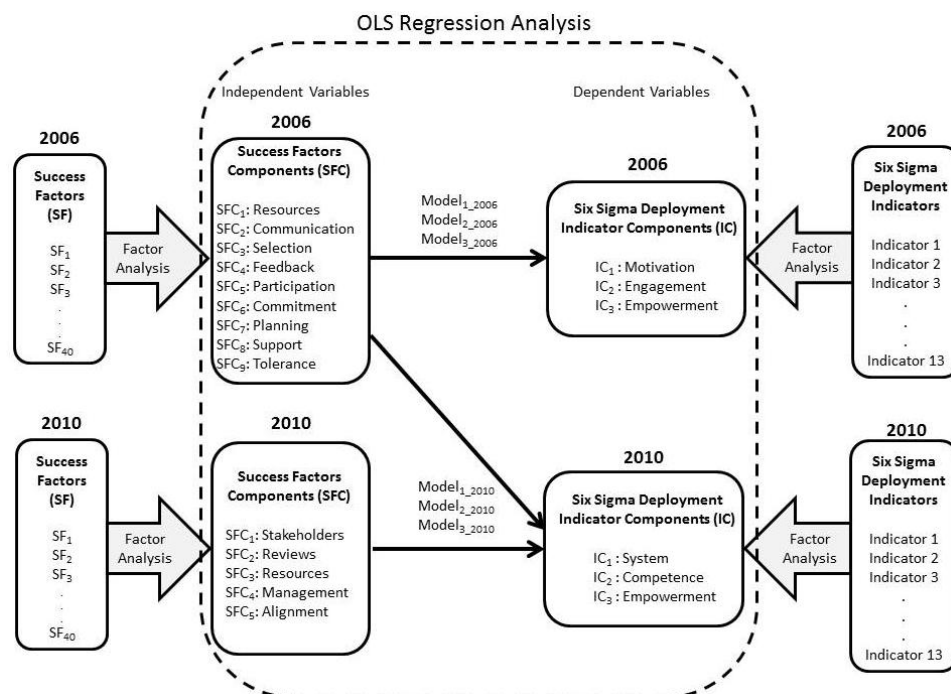 OLS Regression Analysis
Independent Variables
Dependent Variables
2006
Success
Factors
(SF)
SF₁
SF₂
SF₃
.
.
.
SF₄₀
Factor
Analysis
2006
Success Factors
Components (SFC)
SFC₁: Resources
SFC₂: Communication
SFC₃: Selection
SFC₄: Feedback
SFC₅: Participation
SFC₆: Commitment
SFC₇: Planning
SFC₈: Support
SFC₉: Tolerance
Model₁_₂₀₀₆
Model₂_₂₀₀₆
Model₃_₂₀₀₆
2006
Six Sigma Deployment
Indicator Components (IC)
IC₁ : Motivation
IC₂ : Engagement
IC₃ : Empowerment
Factor
Analysis
2006
Six Sigma
Deployment
Indicators
Indicator 1
Indicator 2
Indicator 3
.
.
.
Indicator 13
2010
Success
Factors (SF)
SF₁
SF₂
SF₃
.
.
.
SF₄₀
Factor
Analysis
2010
Success Factors
Components (SFC)
SFC₁: Stakeholders
SFC₂: Reviews
SFC₃: Resources
SFC₄: Management
SFC₅: Alignment
Model₁_₂₀₁₀
Model₂_₂₀₁₀
Model₃_₂₀₁₀
2010
Six Sigma Deployment
Indicator Components (IC)
IC₁ : System
IC₂ : Competence
IC₃ : Empowerment
Factor
Analysis
2010
Six Sigma
Deployment
Indicators
Indicator 1
Indicator 2
Indicator 3
.
.
.
Indicator 13